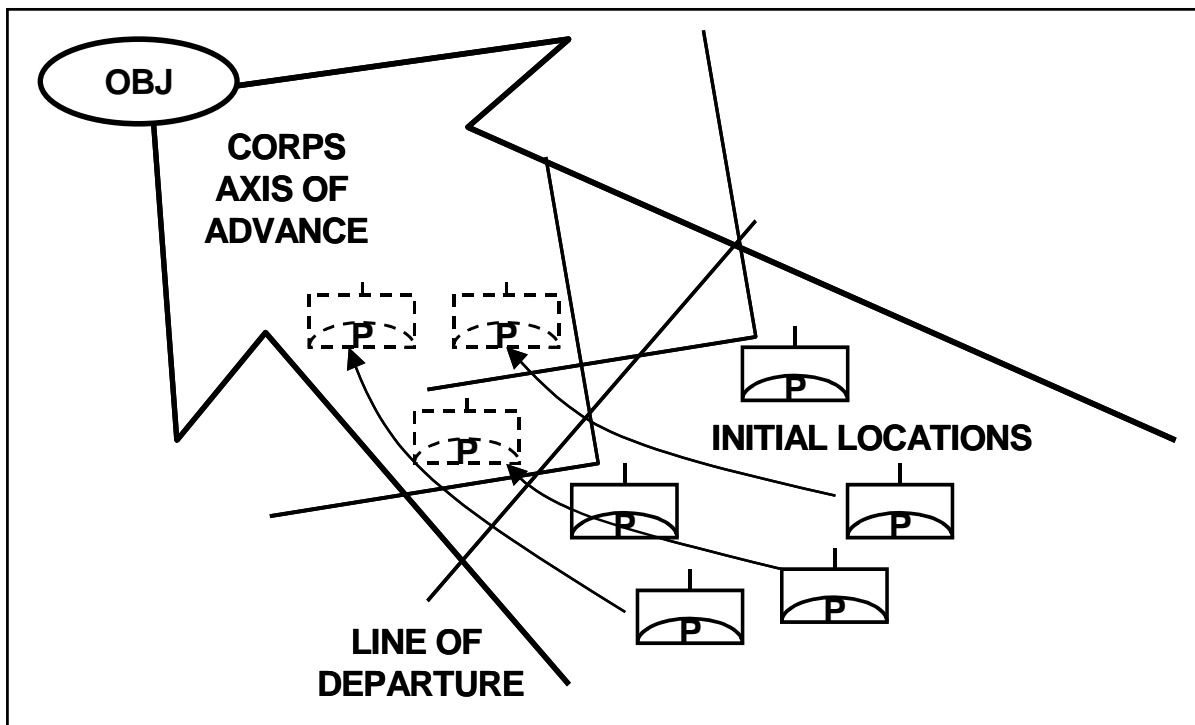 OBJ
CORPS
AXIS OF
ADVANCE
P
P
P
P
INITIAL LOCATIONS
P
P
P
P
LINE OF
DEPARTURE